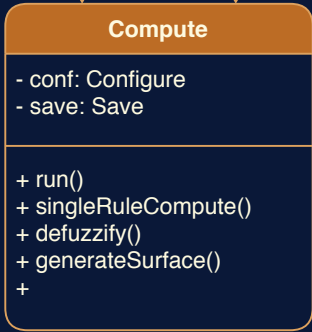 Compute
- conf: Configure
- save: Save
+ run()
+ singleRuleCompute()
+ defuzzify()
+ generateSurface()
+